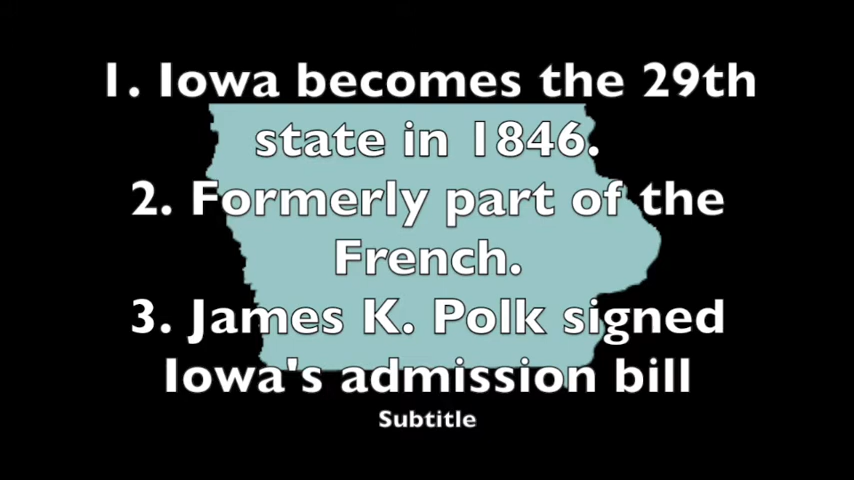 1. Iowa becomes the 29th
state in 1846.
2. Formerly part of the
French.
3. James K. Polk signed
Iowa's admission bill
Subtitle